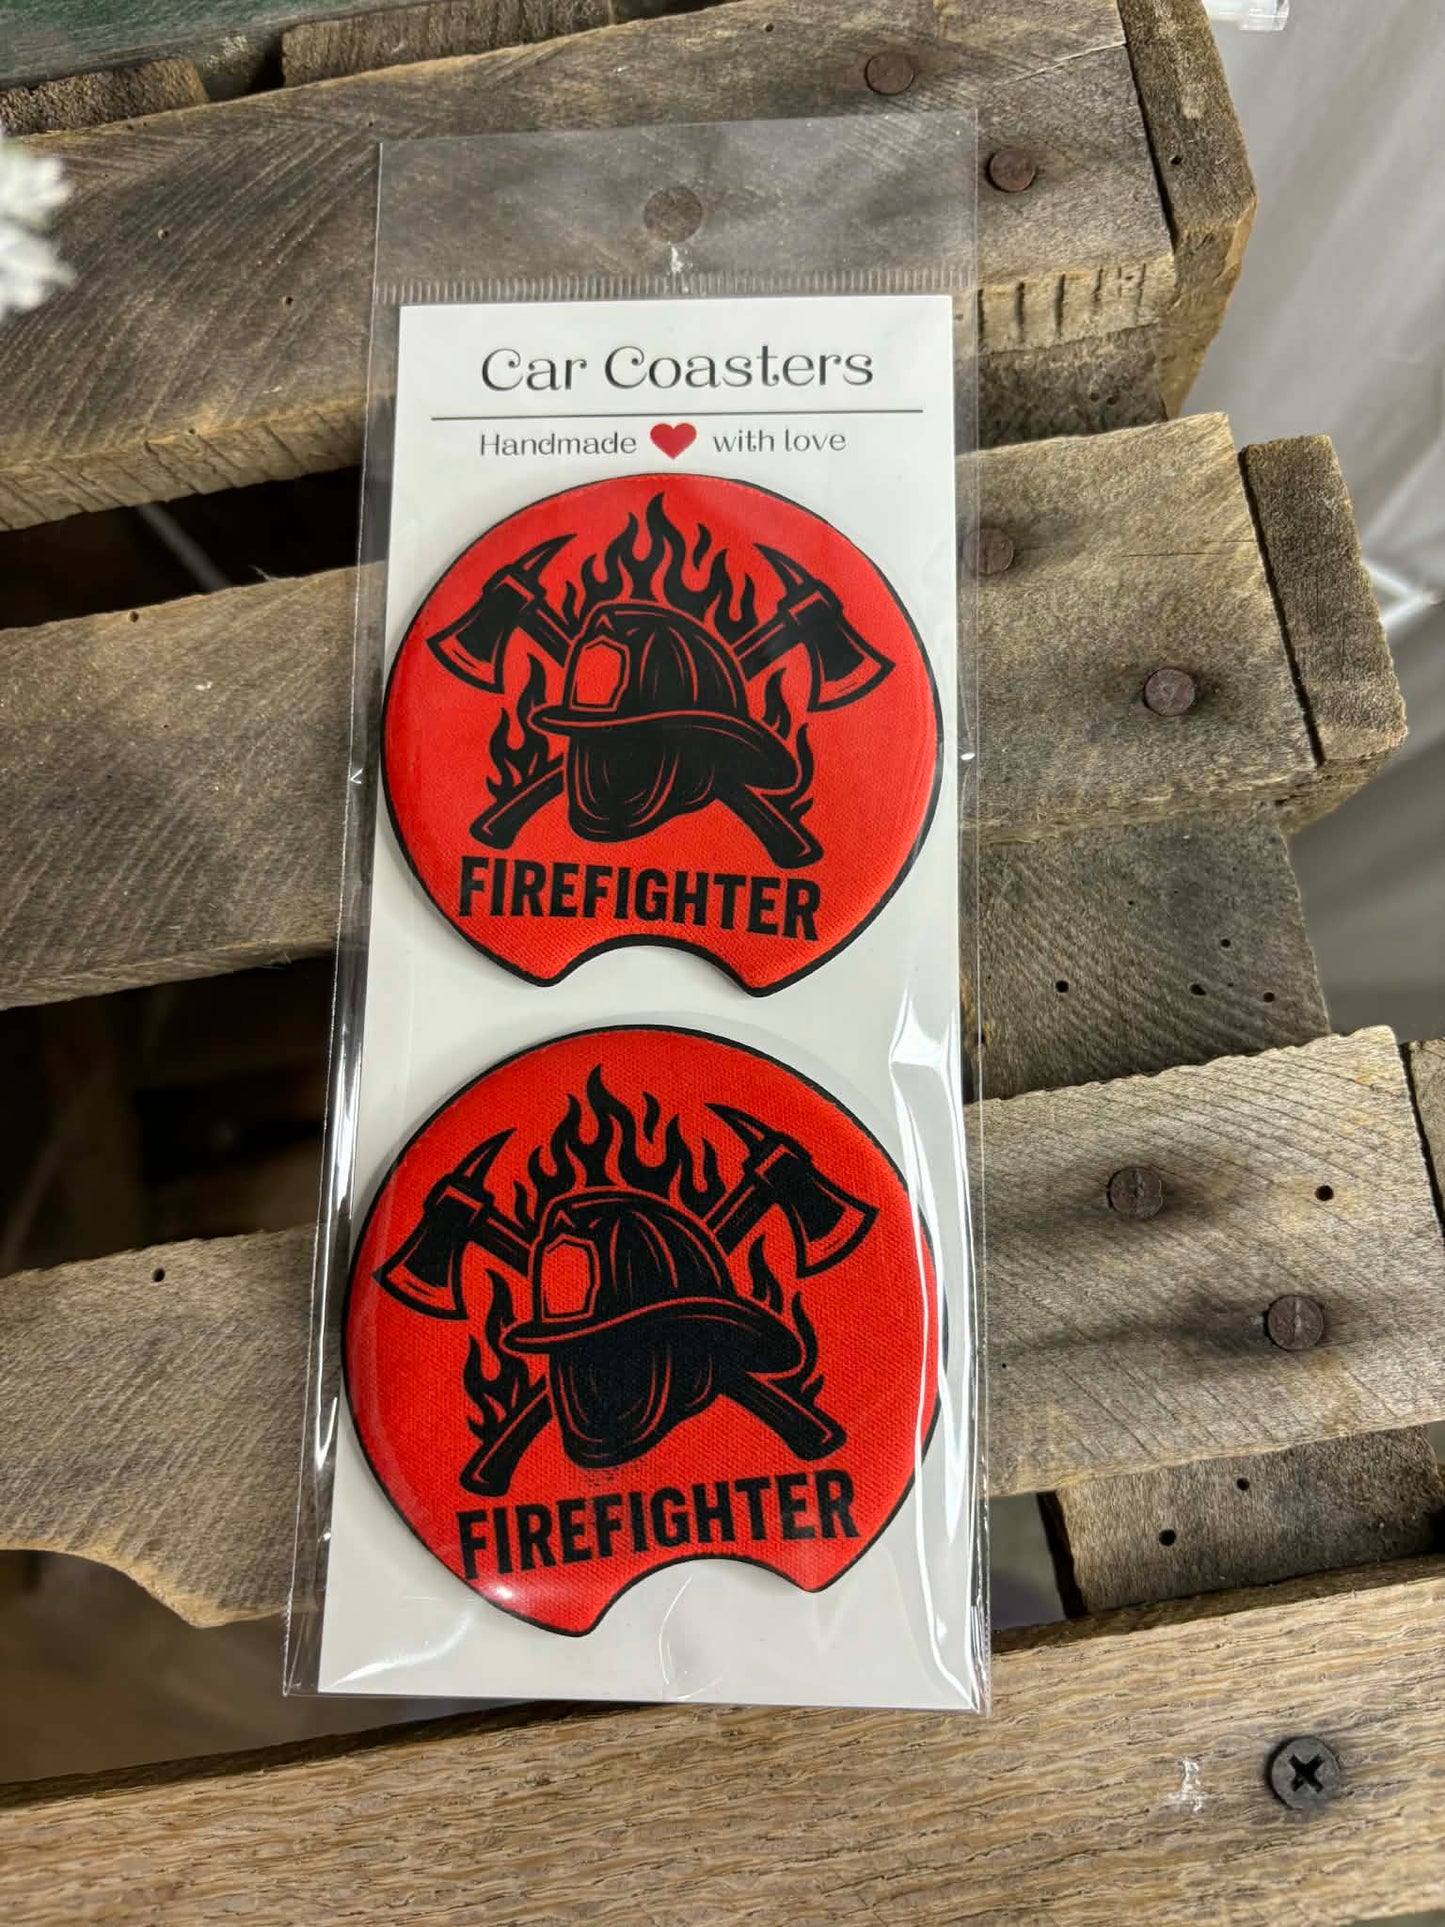 Car Coasters
Handmade ❤ with love
FIREFIGHTER
FIREFIGHTER